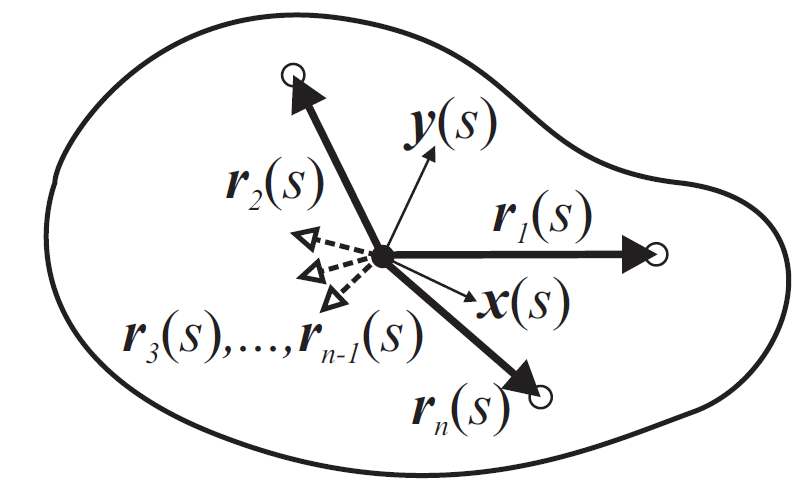 y(s)
r₂(s)
r₁(s)
x(s)
r₃(s),...,rₙ₋₁(s)
rₙ(s)